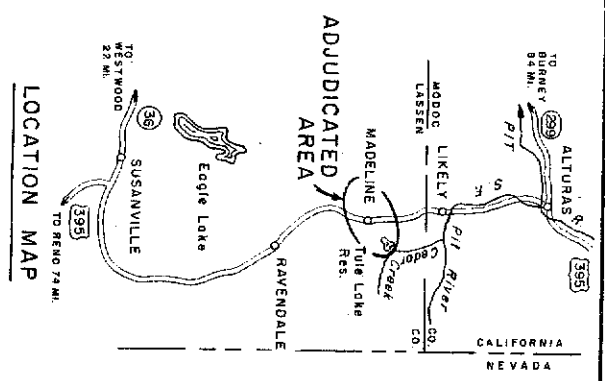 TO
BURNEY
84 MI.
299
ALTURAS
PIT
R.
395
S. F.
LIKELY
Pit River
MODOC CO.
LASSEN CO.
CALIFORNIA
NEVADA
MADELINE
Cedar Creek
Tule Lake
Res.
ADJUDICATED
AREA
RAVENDALE
Eagle Lake
TO
WESTWOOD
22 MI.
36
SUSANVILLE
395
TO RENO 74 MI.
LOCATION MAP